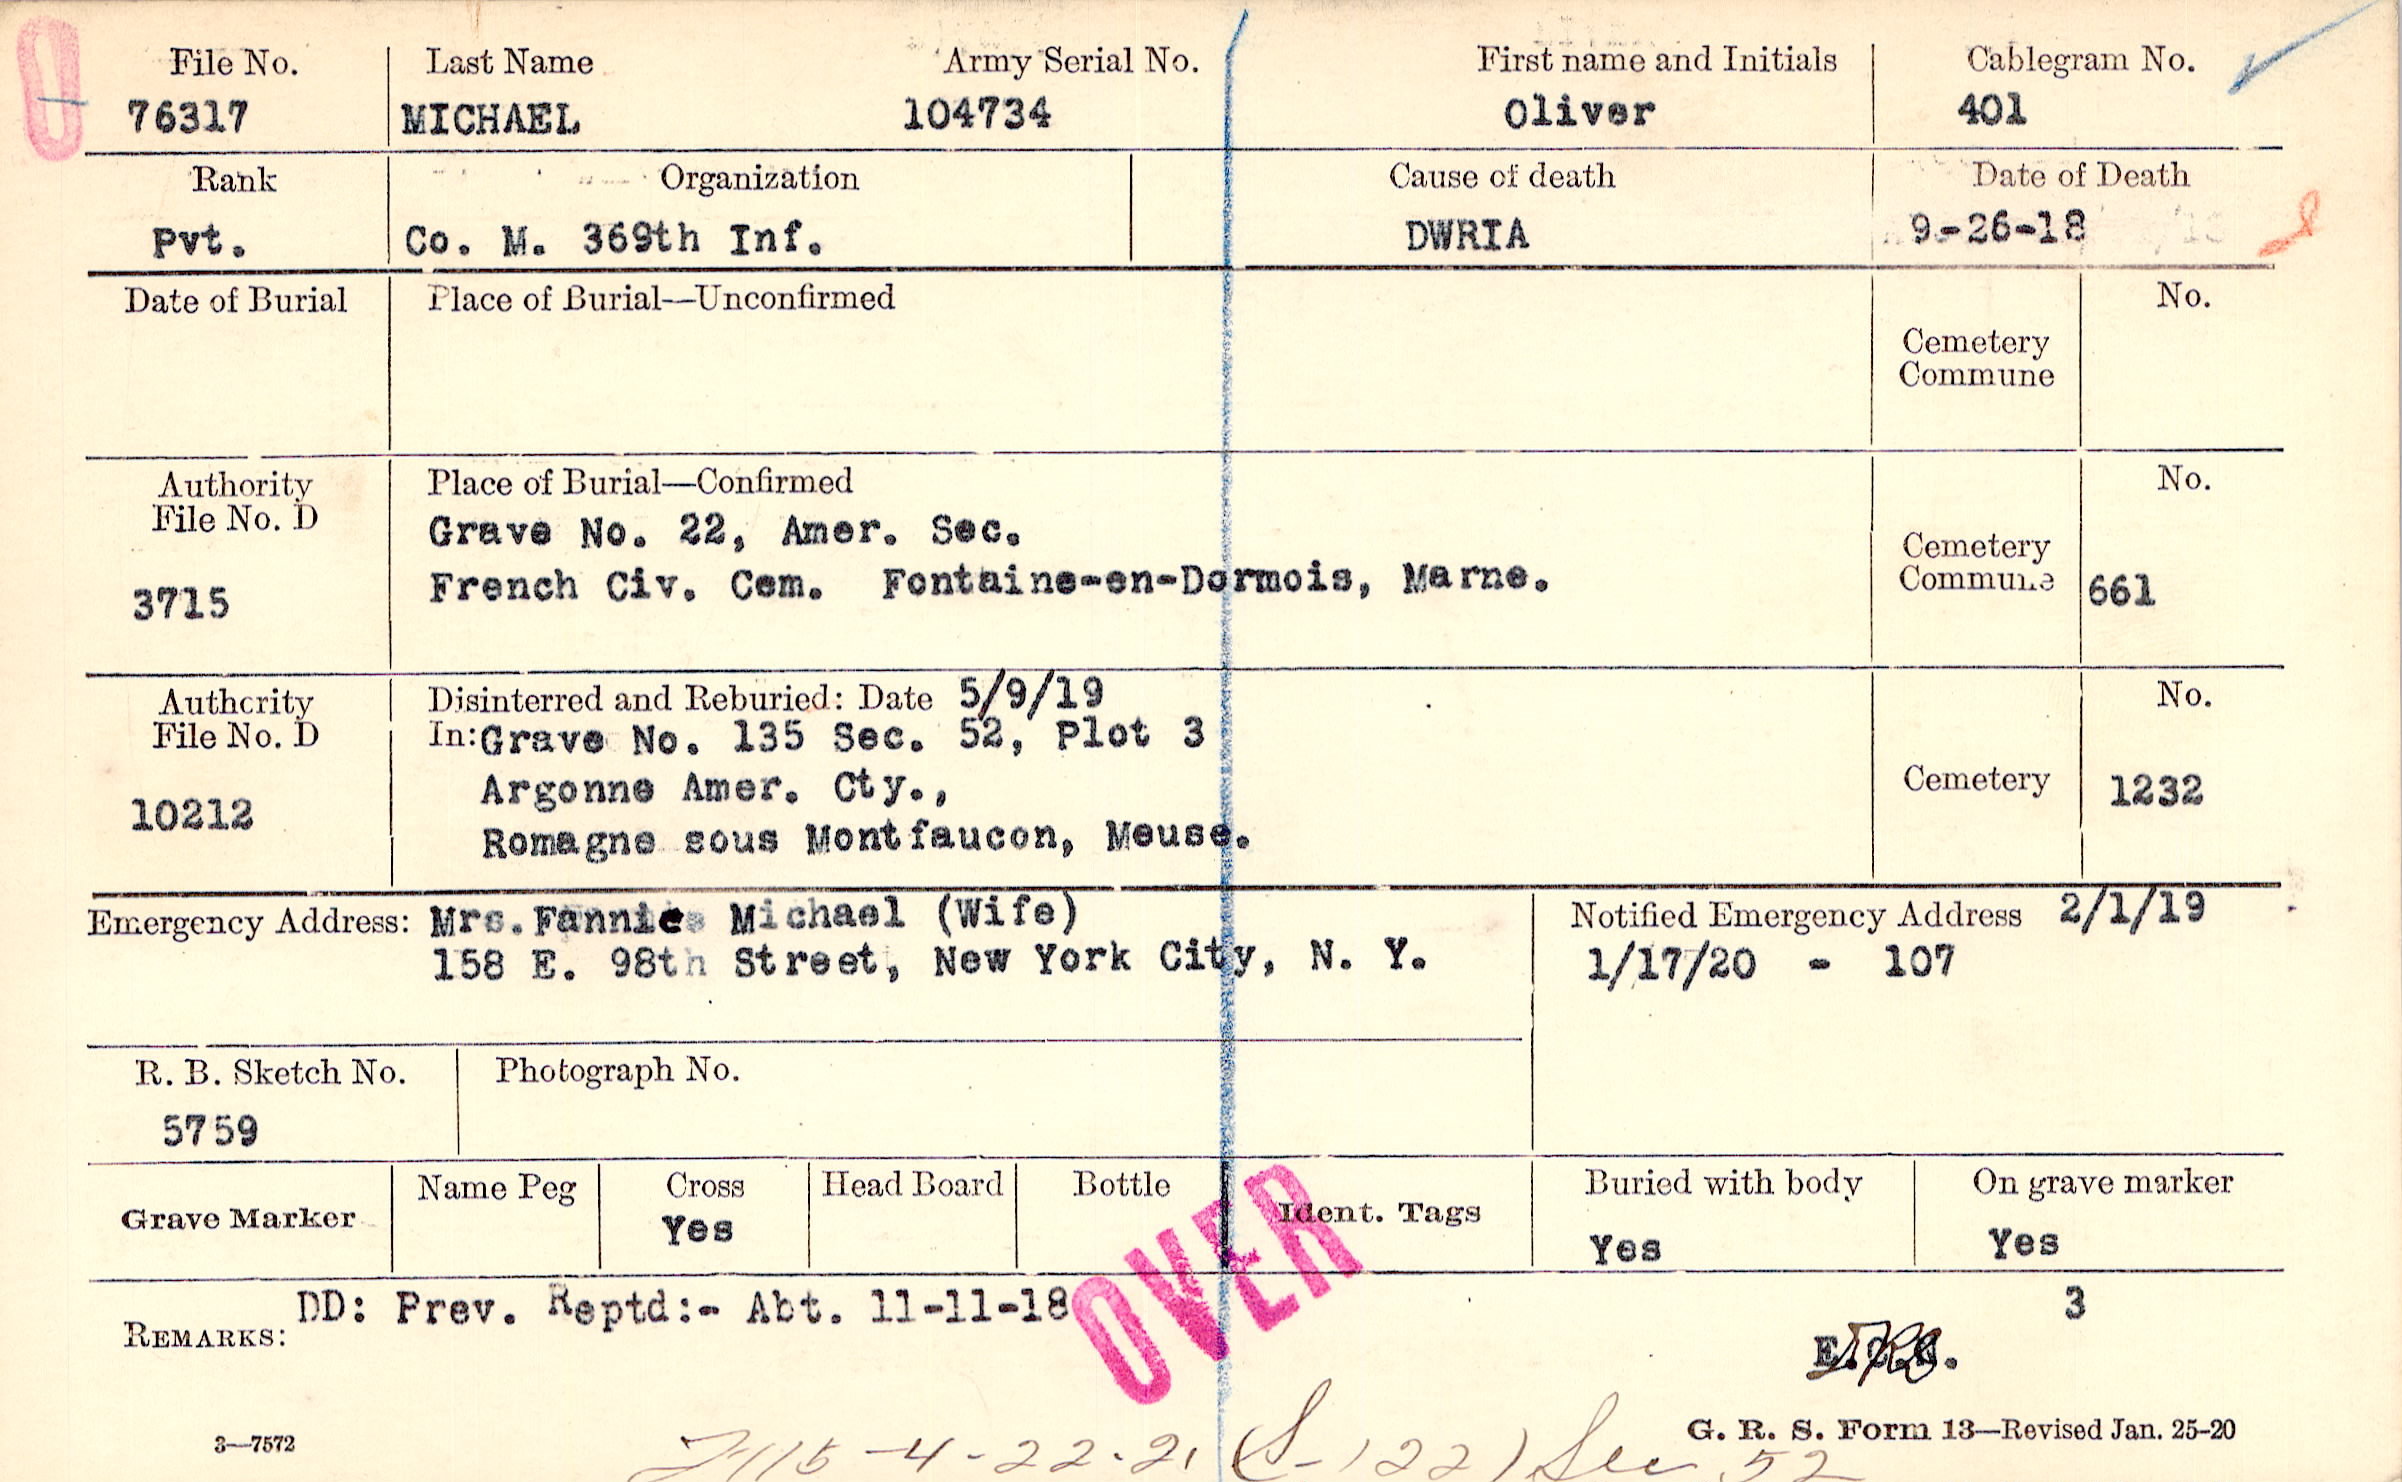 File No. Last Name Army Serial No. First name and Initials Cablegram No.
76317 MICHAEL 104734 Oliver 401
Rank Organization Cause of death Date of Death
Pvt. Co. M. 369th Inf. DWRIA 9-26-18
Date of Burial Place of Burial—Unconfirmed No.
Cemetery
Commune
Authority Place of Burial—Confirmed No.
File No. D Grave No. 22, Amer. Sec. Cemetery
3715 French Civ. Cem. Fontaine-en-Dormois, Marne. Commune 661
Authority Disinterred and Reburied: Date 5/9/19 No.
File No. D In: Grave No. 135 Sec. 52, Plot 3
10212 Argonne Amer. Cty., Cemetery 1232
Romagne sous Montfaucon, Meuse.
Emergency Address: Mrs. Fannie Michael (Wife) Notified Emergency Address 2/1/19
158 E. 98th Street, New York City, N. Y. 1/17/20 - 107
R. B. Sketch No. Photograph No.
5759
Grave Marker Name Peg Cross Head Board Bottle Ident. Tags Buried with body On grave marker
Yes Yes Yes
OVER
DD: Prev. Reptd:- Abt. 11-11-18 3
REMARKS:
3—7572 G. R. S. Form 13—Revised Jan. 25-20
4-22-21 (S-122) Sec 52